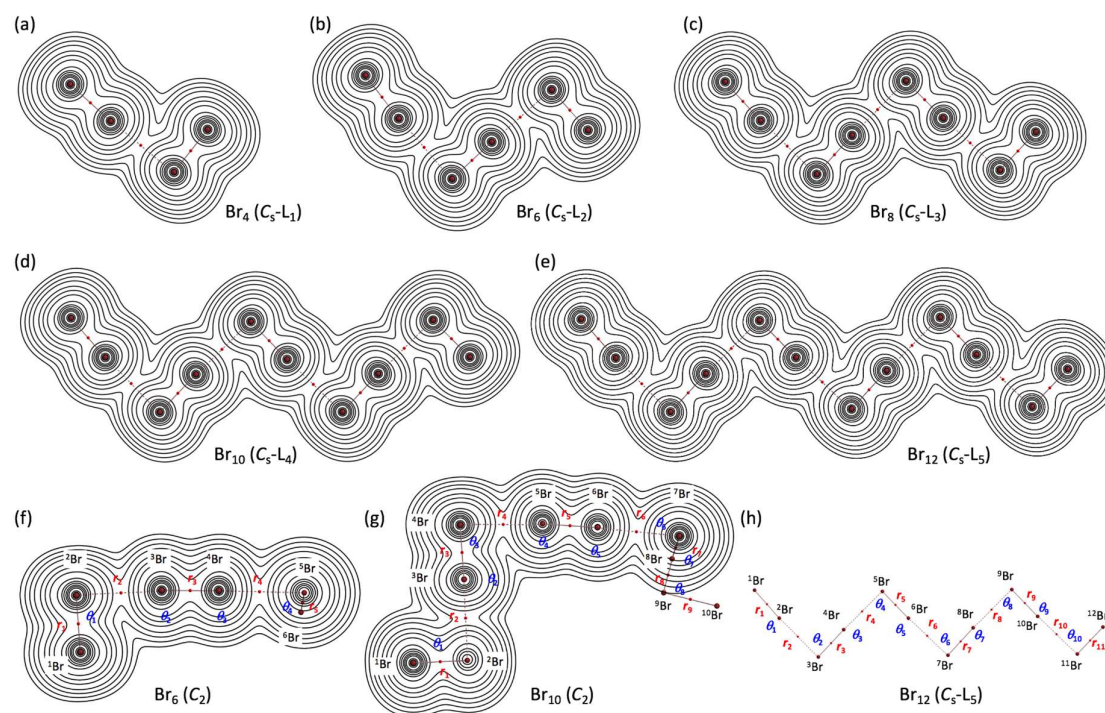 (a)
Br4 (Cs-L1)
(b)
Br6 (Cs-L2)
(c)
Br8 (Cs-L3)
(d)
Br10 (Cs-L4)
(e)
Br12 (Cs-L5)
(f)
2Br
3Br
4Br
5Br
r2
r3
r4
r1
θ1
θ2
θ3
θ4
r5
1Br
6Br
Br6 (C2)
(g)
5Br
6Br
7Br
4Br
r4
r5
r6
θ3
θ4
θ5
θ6
r3
r7
8Br
θ7
3Br
θ2
r8
θ8
9Br
r9
10Br
r2
θ1
1Br
2Br
r1
Br10 (C2)
(h)
1Br
5Br
9Br
r1
2Br
θ1
r2
4Br
θ2
r3
θ3
r4
θ4
r5
6Br
θ5
r6
8Br
θ6
r7
θ7
r8
θ8
r9
θ9
10Br
r10
θ10
12Br
r11
3Br
7Br
11Br
Br12 (Cs-L5)